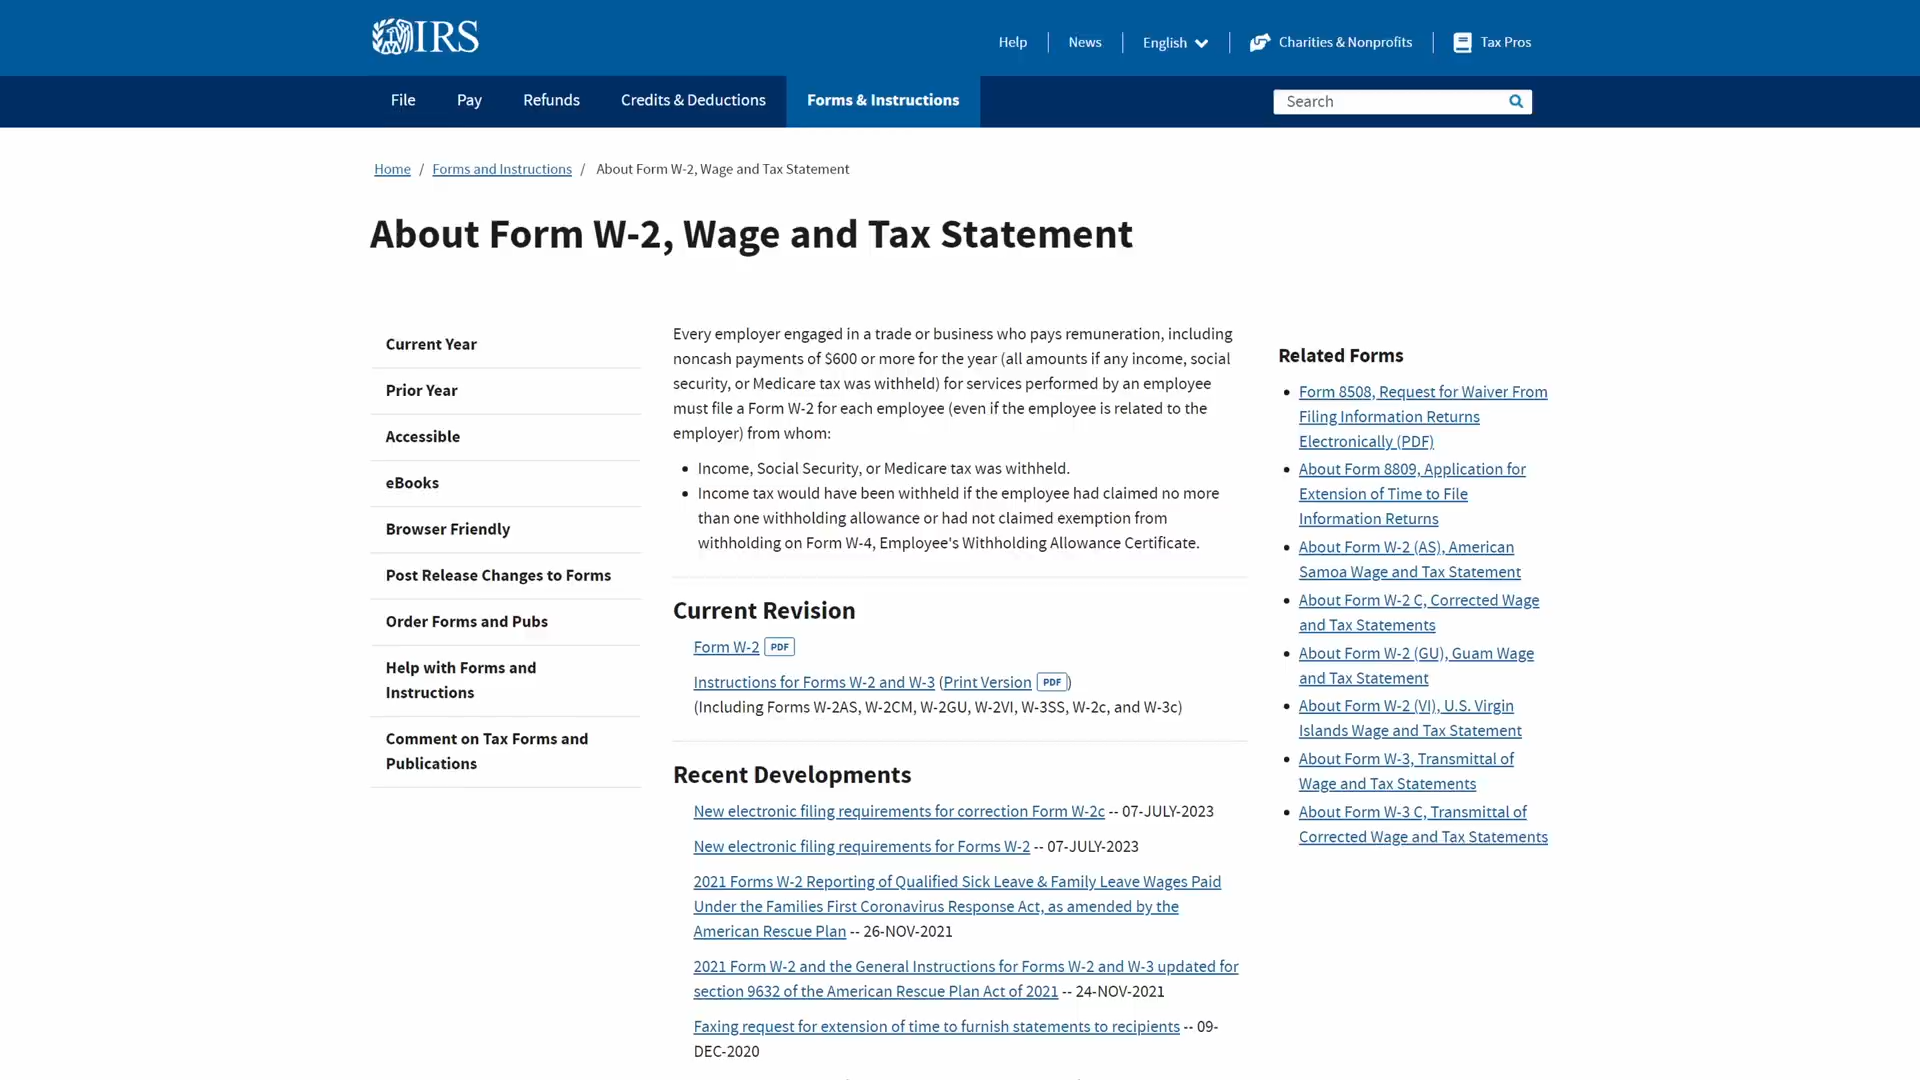 IRS
Help
News
English
Charities & Nonprofits
Tax Pros
File
Pay
Refunds
Credits & Deductions
Forms & Instructions
Search
Home / Forms and Instructions / About Form W-2, Wage and Tax Statement
About Form W-2, Wage and Tax Statement
Current Year
Prior Year
Accessible
eBooks
Browser Friendly
Post Release Changes to Forms
Order Forms and Pubs
Help with Forms and
Instructions
Comment on Tax Forms and
Publications
Every employer engaged in a trade or business who pays remuneration, including
noncash payments of $600 or more for the year (all amounts if any income, social
security, or Medicare tax was withheld) for services performed by an employee
must file a Form W-2 for each employee (even if the employee is related to the
employer) from whom:
• Income, Social Security, or Medicare tax was withheld.
• Income tax would have been withheld if the employee had claimed no more
than one withholding allowance or had not claimed exemption from
withholding on Form W-4, Employee's Withholding Allowance Certificate.
Current Revision
Form W-2 PDF
Instructions for Forms W-2 and W-3 (Print Version PDF)
(Including Forms W-2AS, W-2CM, W-2GU, W-2VI, W-3SS, W-2c, and W-3c)
Recent Developments
New electronic filing requirements for correction Form W-2c -- 07-JULY-2023
New electronic filing requirements for Forms W-2 -- 07-JULY-2023
2021 Forms W-2 Reporting of Qualified Sick Leave & Family Leave Wages Paid
Under the Families First Coronavirus Response Act, as amended by the
American Rescue Plan -- 26-NOV-2021
2021 Form W-2 and the General Instructions for Forms W-2 and W-3 updated for
section 9632 of the American Rescue Plan Act of 2021 -- 24-NOV-2021
Faxing request for extension of time to furnish statements to recipients -- 09-
DEC-2020
Related Forms
• Form 8508, Request for Waiver From
Filing Information Returns
Electronically (PDF)
• About Form 8809, Application for
Extension of Time to File
Information Returns
• About Form W-2 (AS), American
Samoa Wage and Tax Statement
• About Form W-2 C, Corrected Wage
and Tax Statements
• About Form W-2 (GU), Guam Wage
and Tax Statement
• About Form W-2 (VI), U.S. Virgin
Islands Wage and Tax Statement
• About Form W-3, Transmittal of
Wage and Tax Statements
• About Form W-3 C, Transmittal of
Corrected Wage and Tax Statements